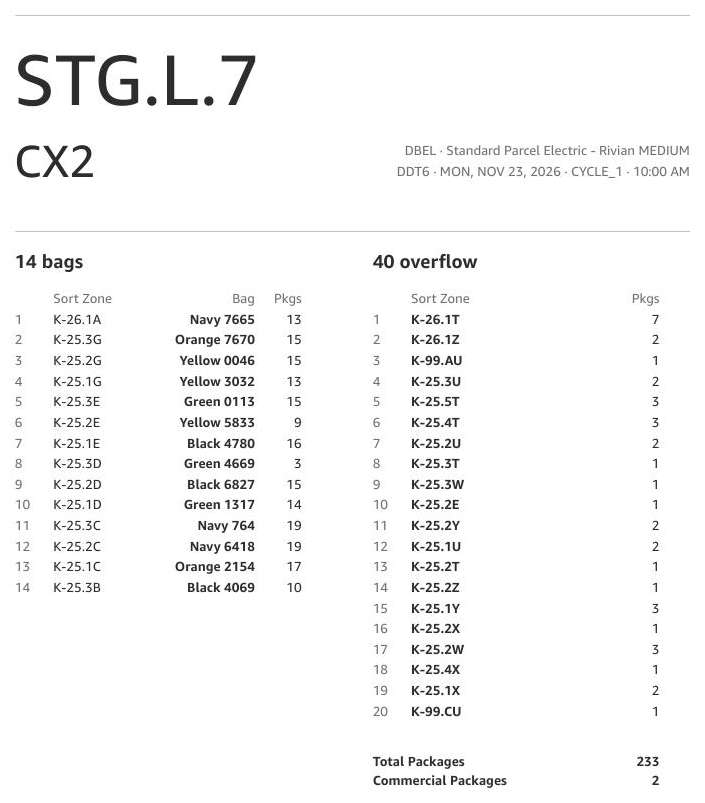 STG.L.7
CX2
DBEL · Standard Parcel Electric - Rivian MEDIUM
DDT6 · MON, NOV 23, 2026 · CYCLE_1 · 10:00 AM
14 bags
Sort Zone Bag Pkgs
1 K-26.1A Navy 7665 13
2 K-25.3G Orange 7670 15
3 K-25.2G Yellow 0046 15
4 K-25.1G Yellow 3032 13
5 K-25.3E Green 0113 15
6 K-25.2E Yellow 5833 9
7 K-25.1E Black 4780 16
8 K-25.3D Green 4669 3
9 K-25.2D Black 6827 15
10 K-25.1D Green 1317 14
11 K-25.3C Navy 764 19
12 K-25.2C Navy 6418 19
13 K-25.1C Orange 2154 17
14 K-25.3B Black 4069 10
40 overflow
Sort Zone Pkgs
1 K-26.1T 7
2 K-26.1Z 2
3 K-99.AU 1
4 K-25.3U 2
5 K-25.5T 3
6 K-25.4T 3
7 K-25.2U 2
8 K-25.3T 1
9 K-25.3W 1
10 K-25.2E 1
11 K-25.2Y 2
12 K-25.1U 2
13 K-25.2T 1
14 K-25.2Z 1
15 K-25.1Y 3
16 K-25.2X 1
17 K-25.2W 3
18 K-25.4X 1
19 K-25.1X 2
20 K-99.CU 1
Total Packages 233
Commercial Packages 2